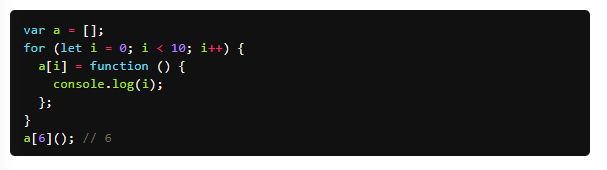 var a = [];
for (let i = 0; i < 10; i++) {
  a[i] = function () {
    console.log(i);
  };
}
a[6](); // 6